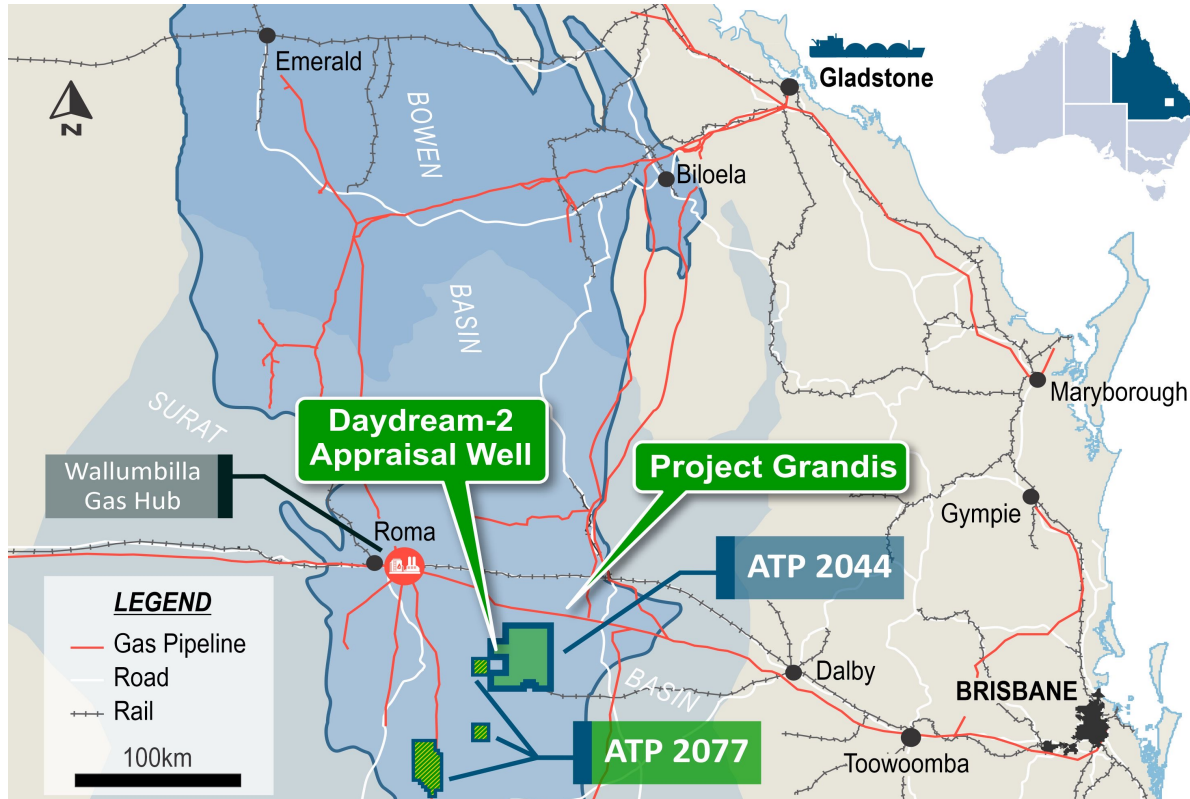 Emerald
Gladstone
N
BOWEN
Biloela
BASIN
Maryborough
SURAT
Daydream-2
Appraisal Well
Project Grandis
Wallumbilla
Gas Hub
Roma
Gympie
ATP 2044
LEGEND
Gas Pipeline
Road
Rail
100km
BASIN
Dalby
BRISBANE
ATP 2077
Toowoomba